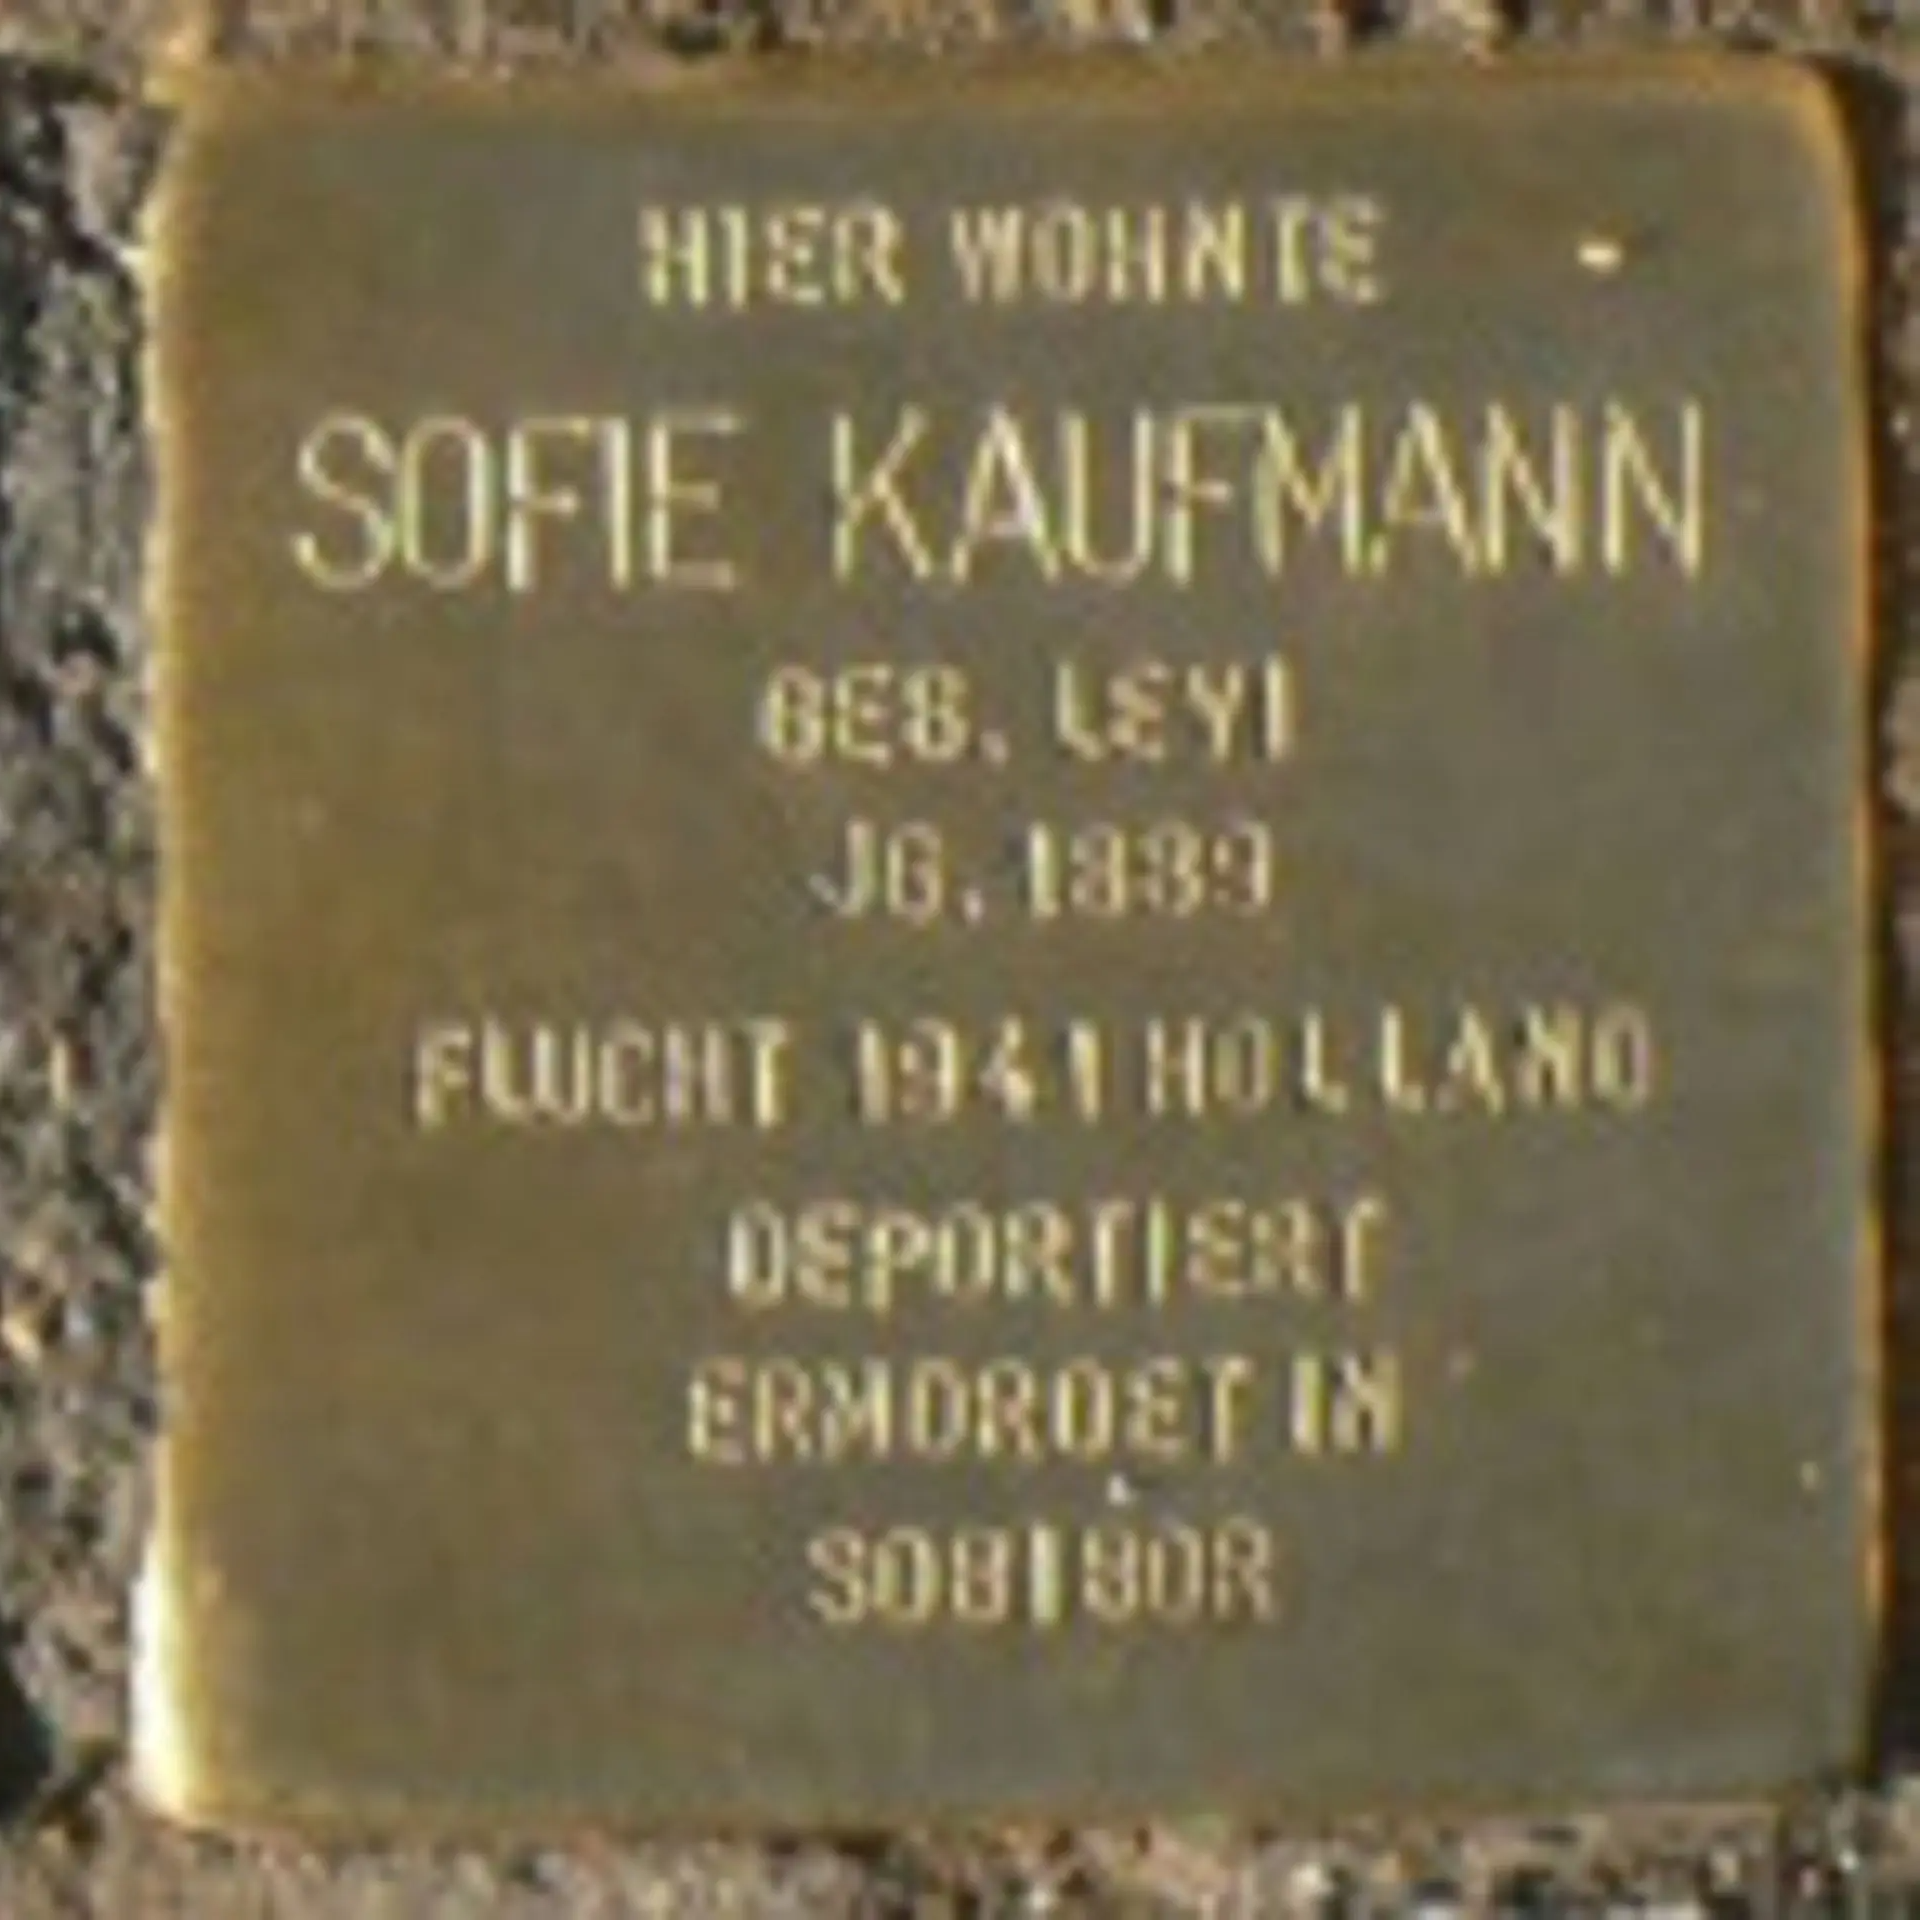 HIER WOHNTE
SOFIE KAUFMANN
GEB. LEVI
JG. 1889
FLUCHT 1941 HOLLAND
DEPORTIERT
ERMORDET IN
SOBIBOR